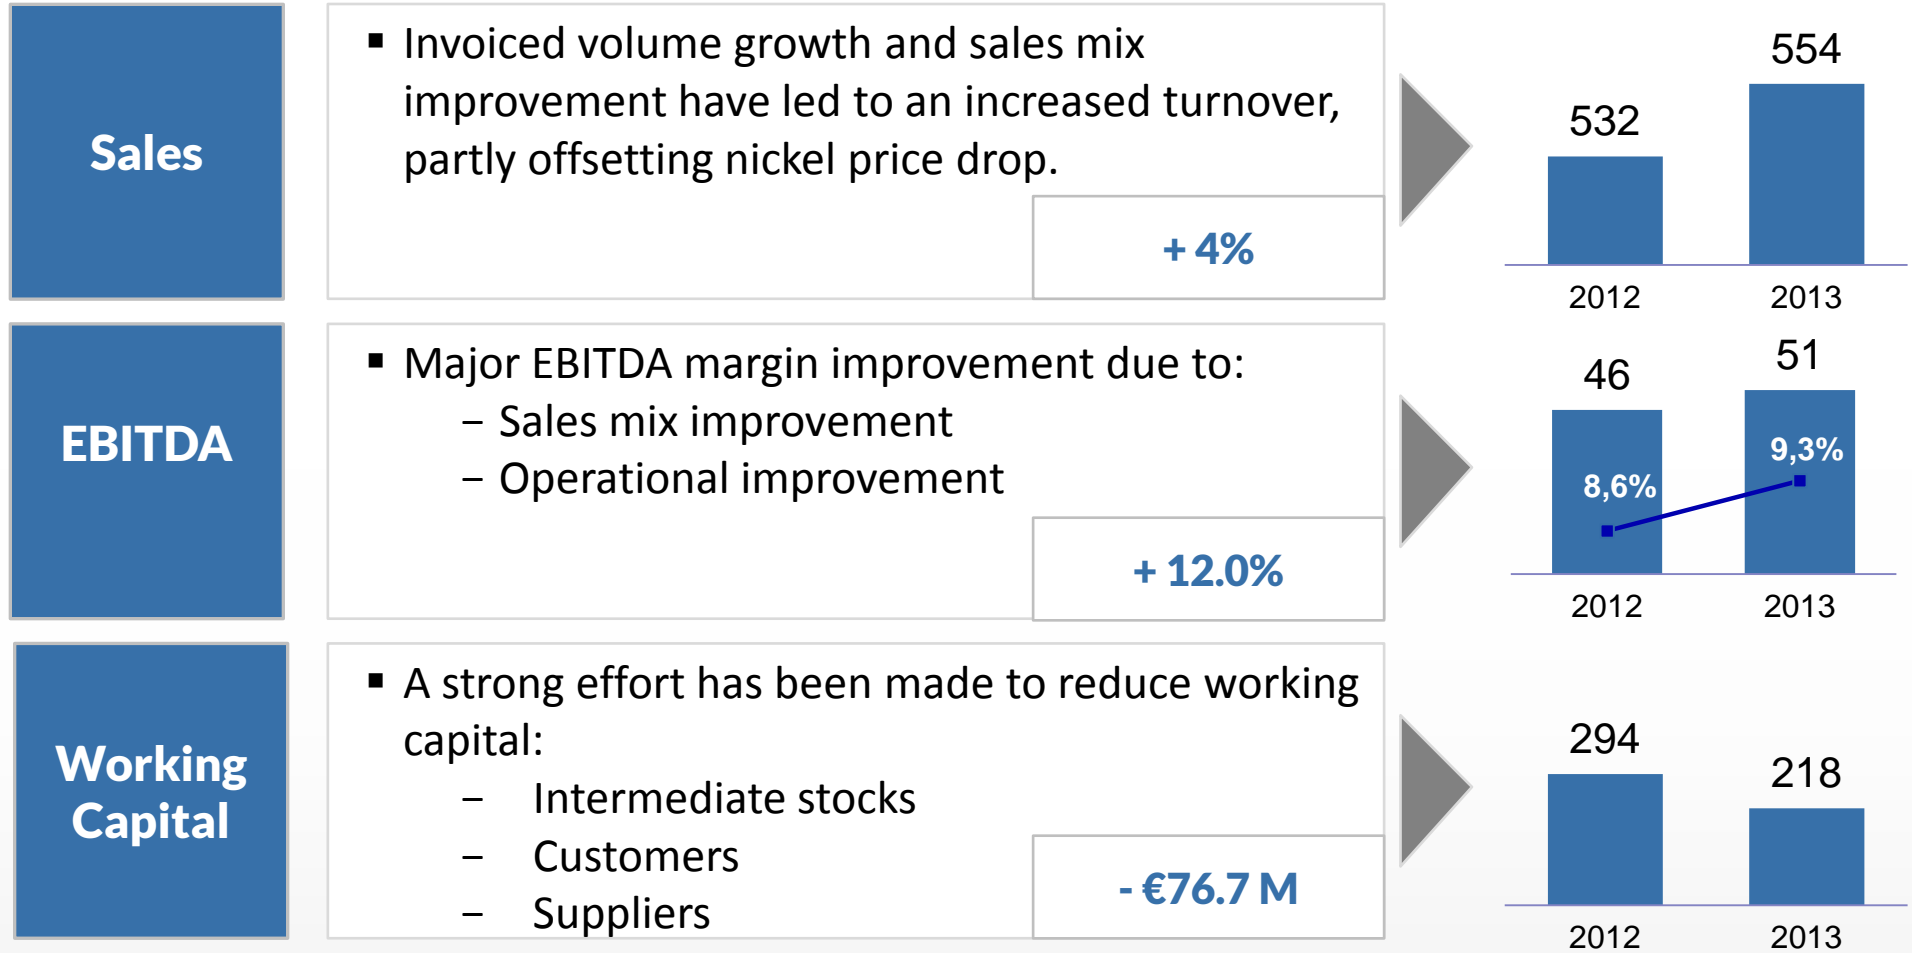 Sales
▪ Invoiced volume growth and sales mix
improvement have led to an increased turnover,
partly offsetting nickel price drop.
+ 4%
532
554
2012
2013
EBITDA
▪ Major EBITDA margin improvement due to:
– Sales mix improvement
– Operational improvement
+ 12.0%
46
51
8,6%
9,3%
2012
2013
Working
Capital
▪ A strong effort has been made to reduce working
capital:
– Intermediate stocks
– Customers
– Suppliers
- €76.7 M
294
218
2012
2013